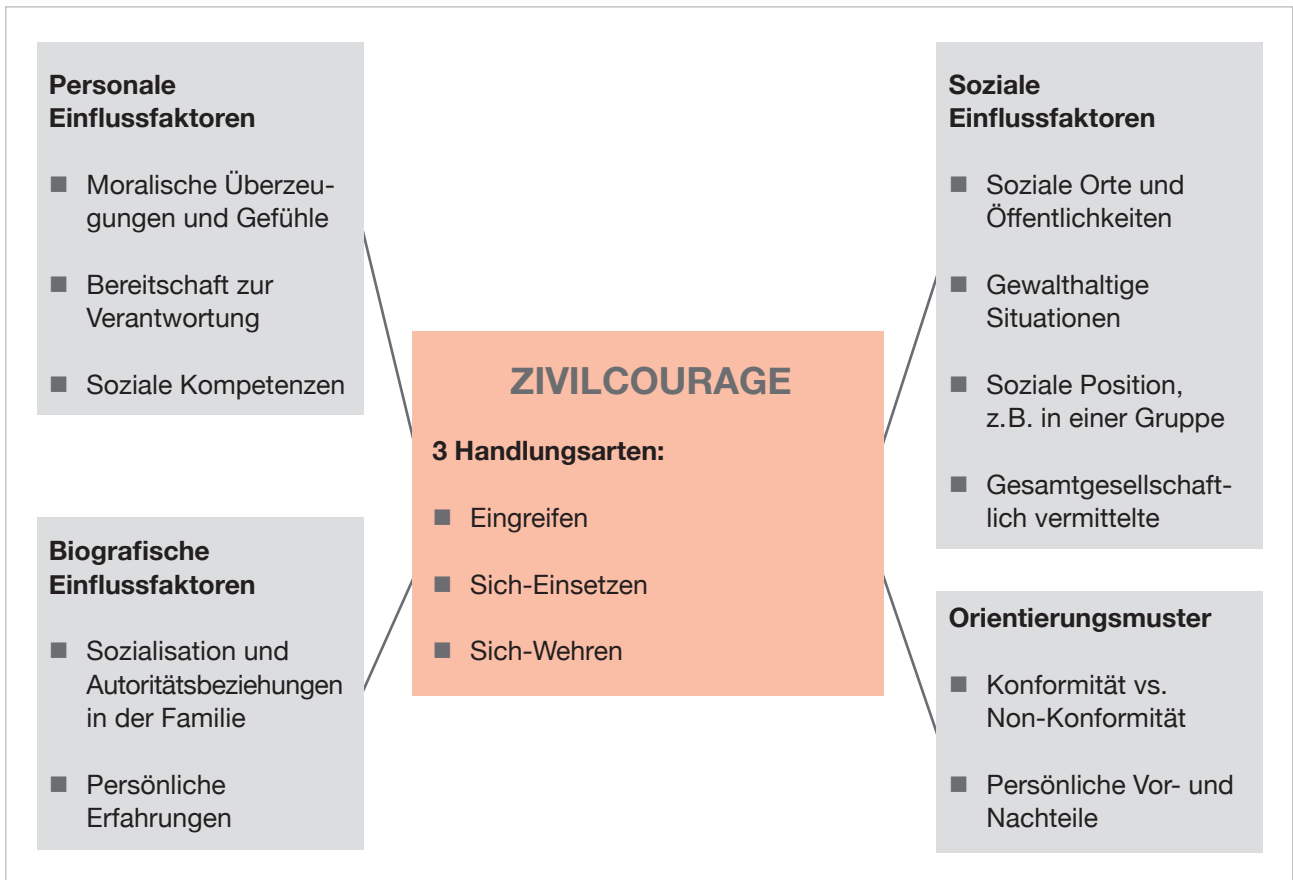 Personale
Einflussfaktoren
■ Moralische Überzeu-
gungen und Gefühle
■ Bereitschaft zur
Verantwortung
■ Soziale Kompetenzen
Biografische
Einflussfaktoren
■ Sozialisation und
Autoritätsbeziehungen
in der Familie
■ Persönliche
Erfahrungen
ZIVILCOURAGE
3 Handlungsarten:
■ Eingreifen
■ Sich-Einsetzen
■ Sich-Wehren
Soziale
Einflussfaktoren
■ Soziale Orte und
Öffentlichkeiten
■ Gewalthaltige
Situationen
■ Soziale Position,
z.B. in einer Gruppe
■ Gesamtgesellschaft-
lich vermittelte
Orientierungsmuster
■ Konformität vs.
Non-Konformität
■ Persönliche Vor- und
Nachteile